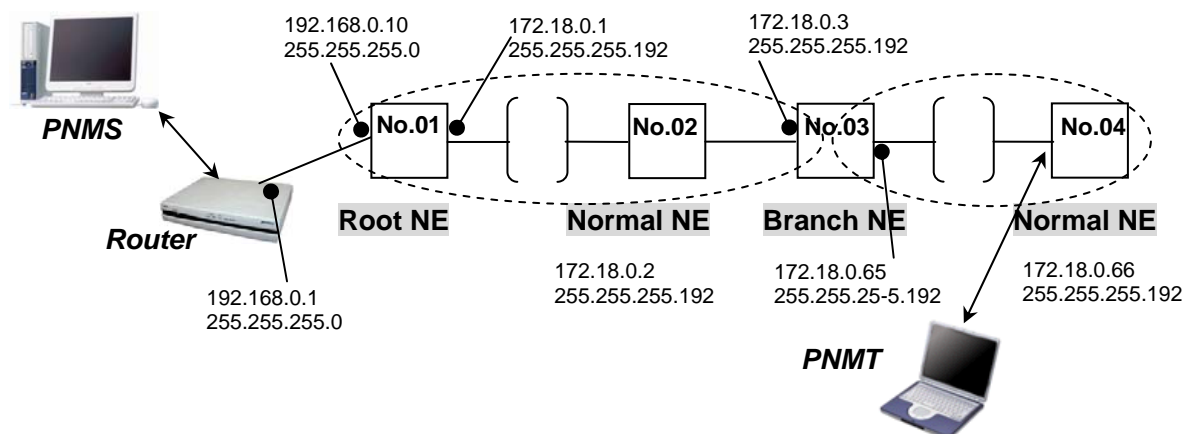 192.168.0.10
255.255.255.0
172.18.0.1
255.255.255.192
172.18.0.3
255.255.255.192
PNMS
No.01
No.02
No.03
No.04
Router
Root NE
Normal NE
Branch NE
Normal NE
192.168.0.1
255.255.255.0
172.18.0.2
255.255.255.192
172.18.0.65
255.255.25-5.192
172.18.0.66
255.255.255.192
PNMT